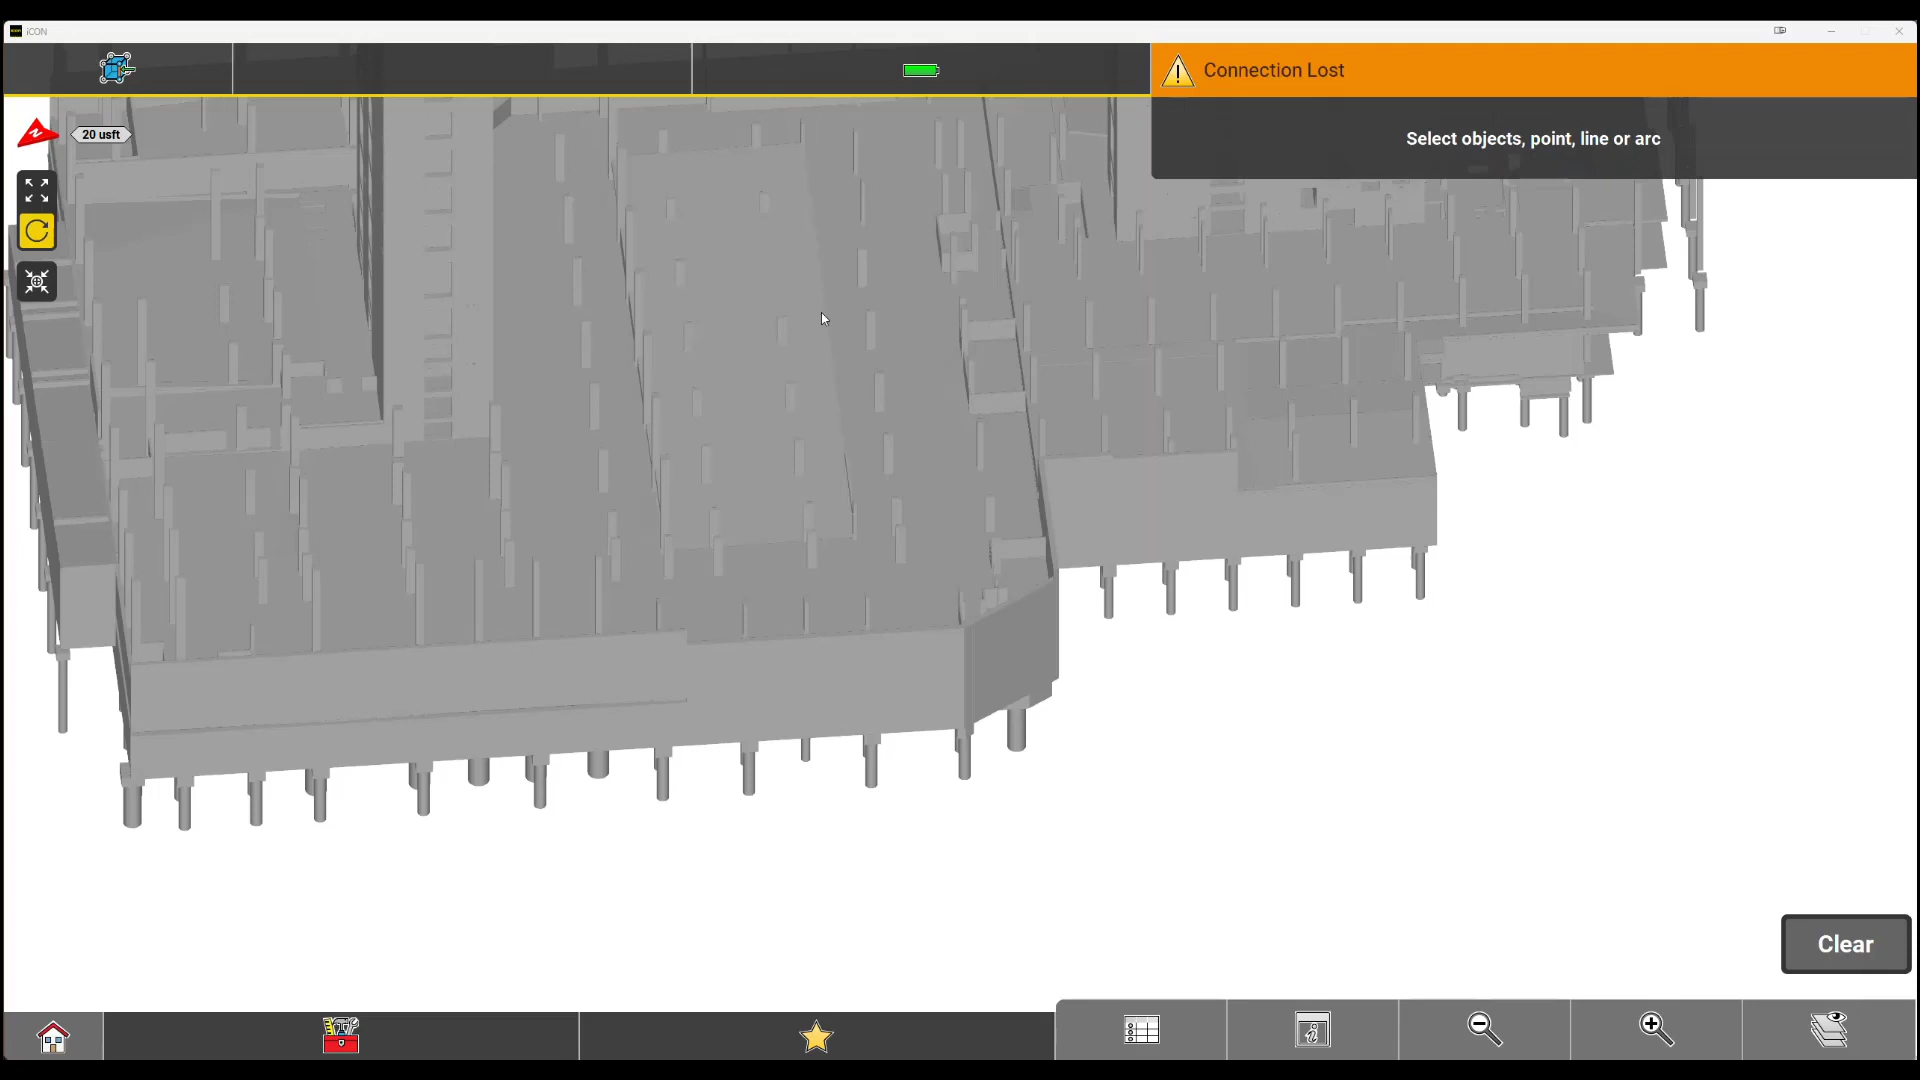 iCON
Connection Lost
20 usft
Select objects, point, line or arc
Clear